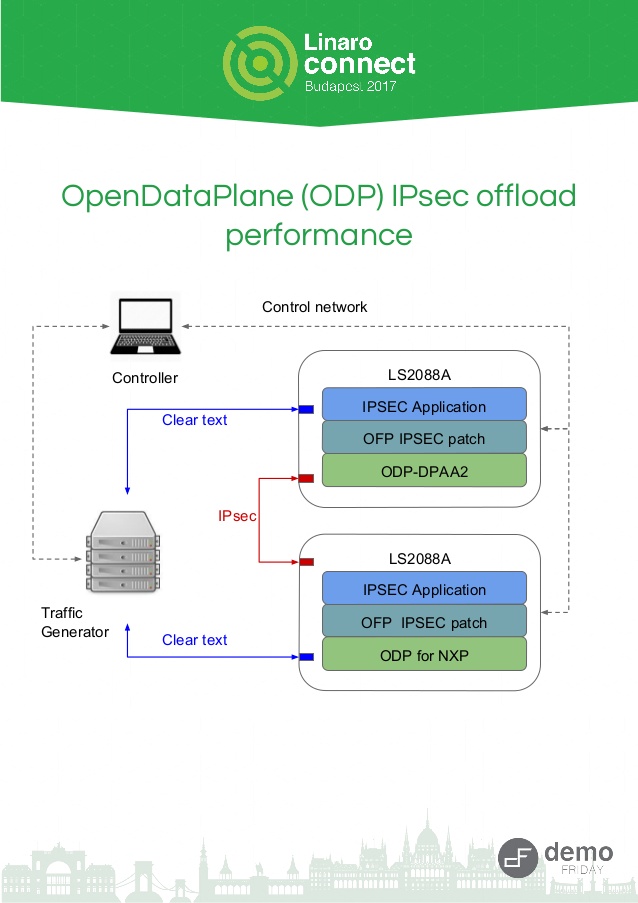 Linaro
connect
Budapest 2017
OpenDataPlane (ODP) IPsec offload
performance
Control network
Controller
LS2088A
IPSEC Application
OFP IPSEC patch
ODP-DPAA2
Clear text
IPsec
LS2088A
IPSEC Application
OFP IPSEC patch
ODP for NXP
Traffic
Generator
Clear text
dF
demo
FRIDAY